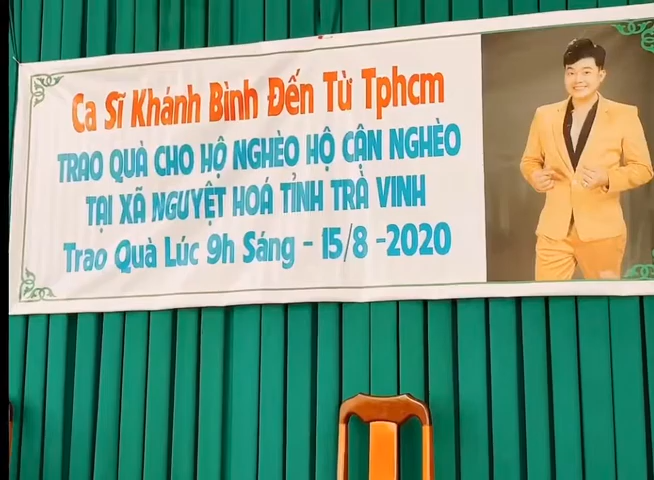 Ca Sĩ Khánh Bình Đến Từ Tphcm
TRAO QUÀ CHO HỘ NGHÈO HỘ CẬN NGHÈO
TẠI XÃ NGUYỆT HOÁ TỈNH TRÀ VINH
Trao Quà Lúc 9h Sáng - 15/8 -2020